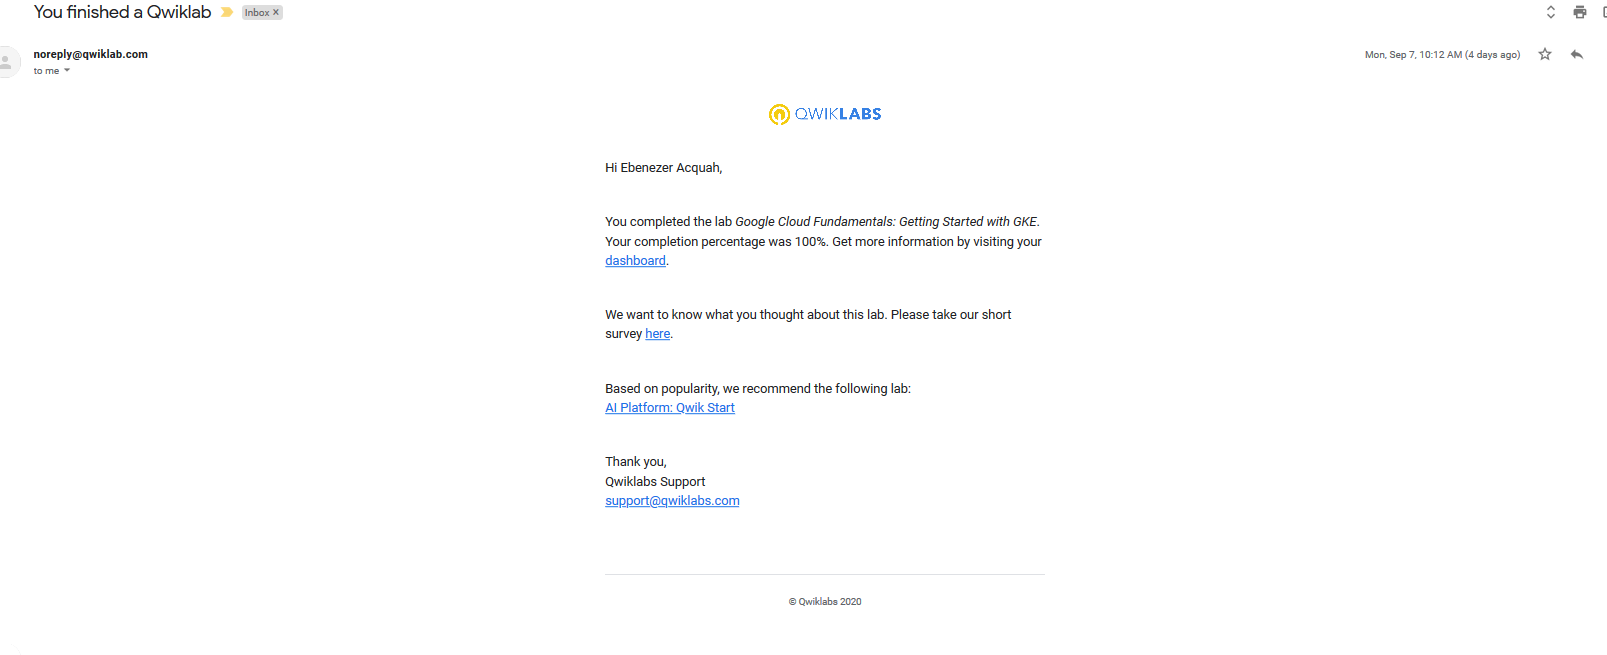 You finished a Qwiklab
Inbox ×
noreply@qwiklab.com
Mon, Sep 7, 10:12 AM (4 days ago)
to me
QWIKLABS
Hi Ebenezer Acquah,
You completed the lab Google Cloud Fundamentals: Getting Started with GKE.
Your completion percentage was 100%. Get more information by visiting your
dashboard.
We want to know what you thought about this lab. Please take our short
survey here.
Based on popularity, we recommend the following lab:
AI Platform: Qwik Start
Thank you,
Qwiklabs Support
support@qwiklabs.com
© Qwiklabs 2020